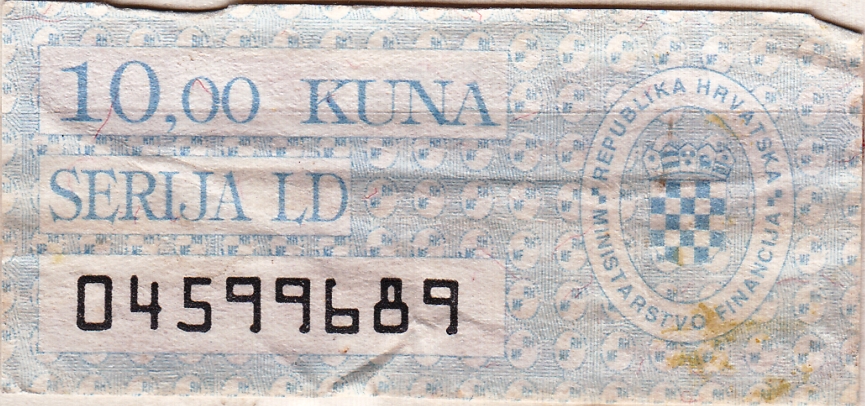 10,00 KUNA
SERIJA LD
04599689
REPUBLIKA HRVATSKA
MINISTARSTVO FINANCIJA